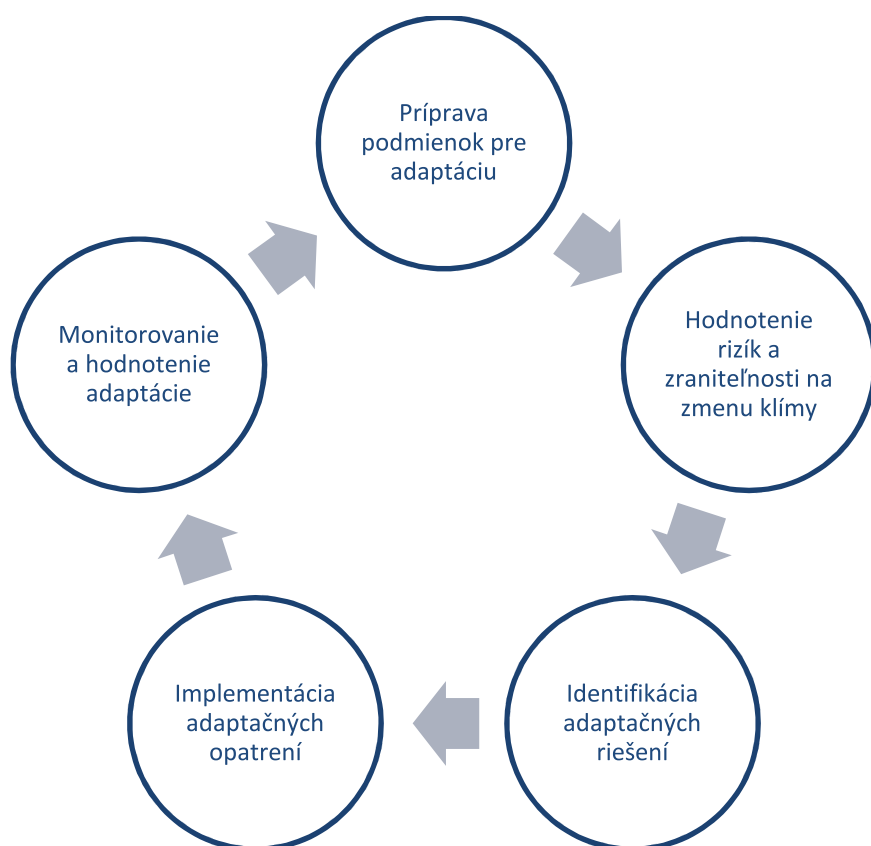 Príprava
podmienok pre
adaptáciu
Hodnotenie
rizík a
zraniteľnosti na
zmenu klímy
Identifikácia
adaptačných
riešení
Implementácia
adaptačných
opatrení
Monitorovanie
a hodnotenie
adaptácie